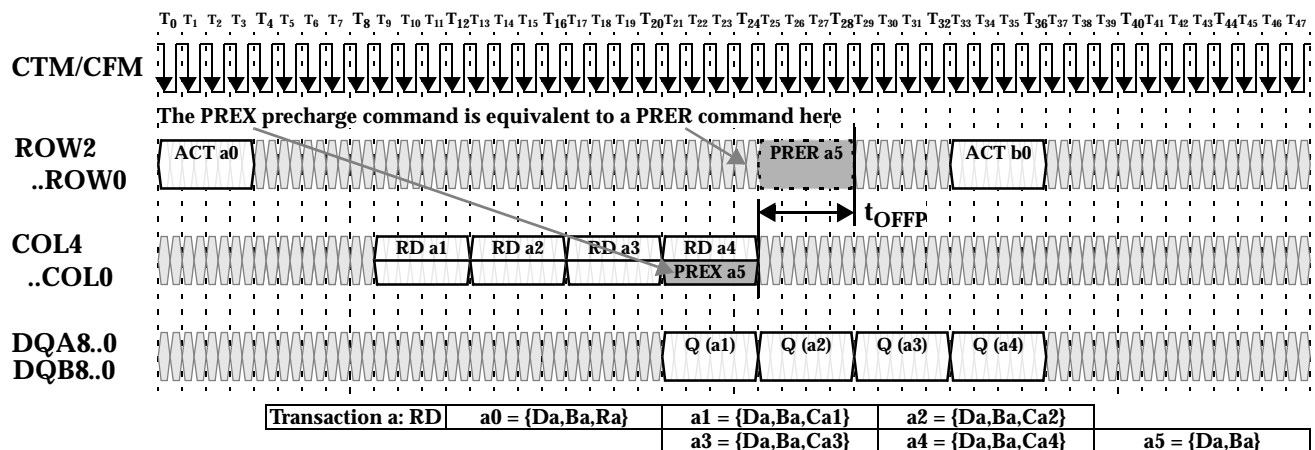 T0 T1 T2 T3 T4 T5 T6 T7 T8 T9 T10 T11 T12 T13 T14 T15 T16 T17 T18 T19 T20 T21 T22 T23 T24 T25 T26 T27 T28 T29 T30 T31 T32 T33 T34 T35 T36 T37 T38 T39 T40 T41 T42 T43 T44 T45 T46 T47
CTM/CFM
The PREX precharge command is equivalent to a PRER command here
ROW2
..ROW0
ACT a0 PRER a5 ACT b0
tOFFP
COL4
..COL0
RD a1 RD a2 RD a3 RD a4
PREX a5
DQA8..0
DQB8..0
Q (a1) Q (a2) Q (a3) Q (a4)
Transaction a: RD a0 = {Da,Ba,Ra} a1 = {Da,Ba,Ca1} a2 = {Da,Ba,Ca2}
a3 = {Da,Ba,Ca3} a4 = {Da,Ba,Ca4} a5 = {Da,Ba}